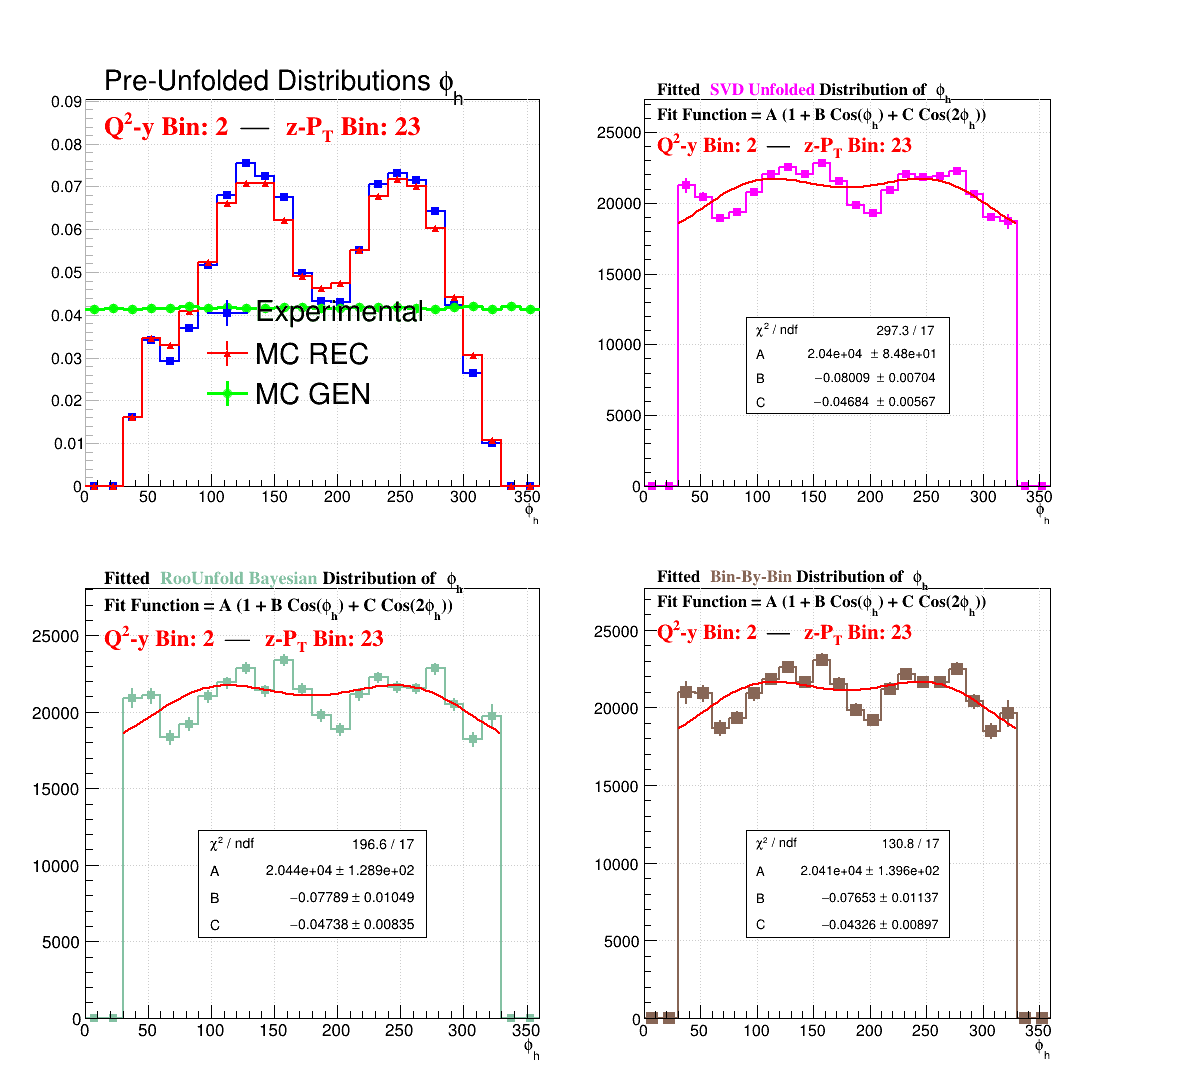 Pre-Unfolded Distributions ϕh
Q²-y Bin: 2 — z-PT Bin: 23
0.09
0.08
0.07
0.06
0.05
0.04
0.03
0.02
0.01
0
Experimental
MC REC
MC GEN
0 50 100 150 200 250 300 350
ϕh
Fitted SVD Unfolded Distribution of ϕh
Fit Function = A (1 + B Cos(ϕh) + C Cos(2ϕh))
Q²-y Bin: 2 — z-PT Bin: 23
25000
20000
15000
10000
5000
0
χ² / ndf 297.3 / 17
A 2.04e+04 ± 8.48e+01
B −0.08009 ± 0.00704
C −0.04684 ± 0.00567
0 50 100 150 200 250 300 350
ϕh
Fitted RooUnfold Bayesian Distribution of ϕh
Fit Function = A (1 + B Cos(ϕh) + C Cos(2ϕh))
Q²-y Bin: 2 — z-PT Bin: 23
25000
20000
15000
10000
5000
0
χ² / ndf 196.6 / 17
A 2.044e+04 ± 1.289e+02
B −0.07789 ± 0.01049
C −0.04738 ± 0.00835
0 50 100 150 200 250 300 350
ϕh
Fitted Bin-By-Bin Distribution of ϕh
Fit Function = A (1 + B Cos(ϕh) + C Cos(2ϕh))
Q²-y Bin: 2 — z-PT Bin: 23
25000
20000
15000
10000
5000
0
χ² / ndf 130.8 / 17
A 2.041e+04 ± 1.396e+02
B −0.07653 ± 0.01137
C −0.04326 ± 0.00897
0 50 100 150 200 250 300 350
ϕh